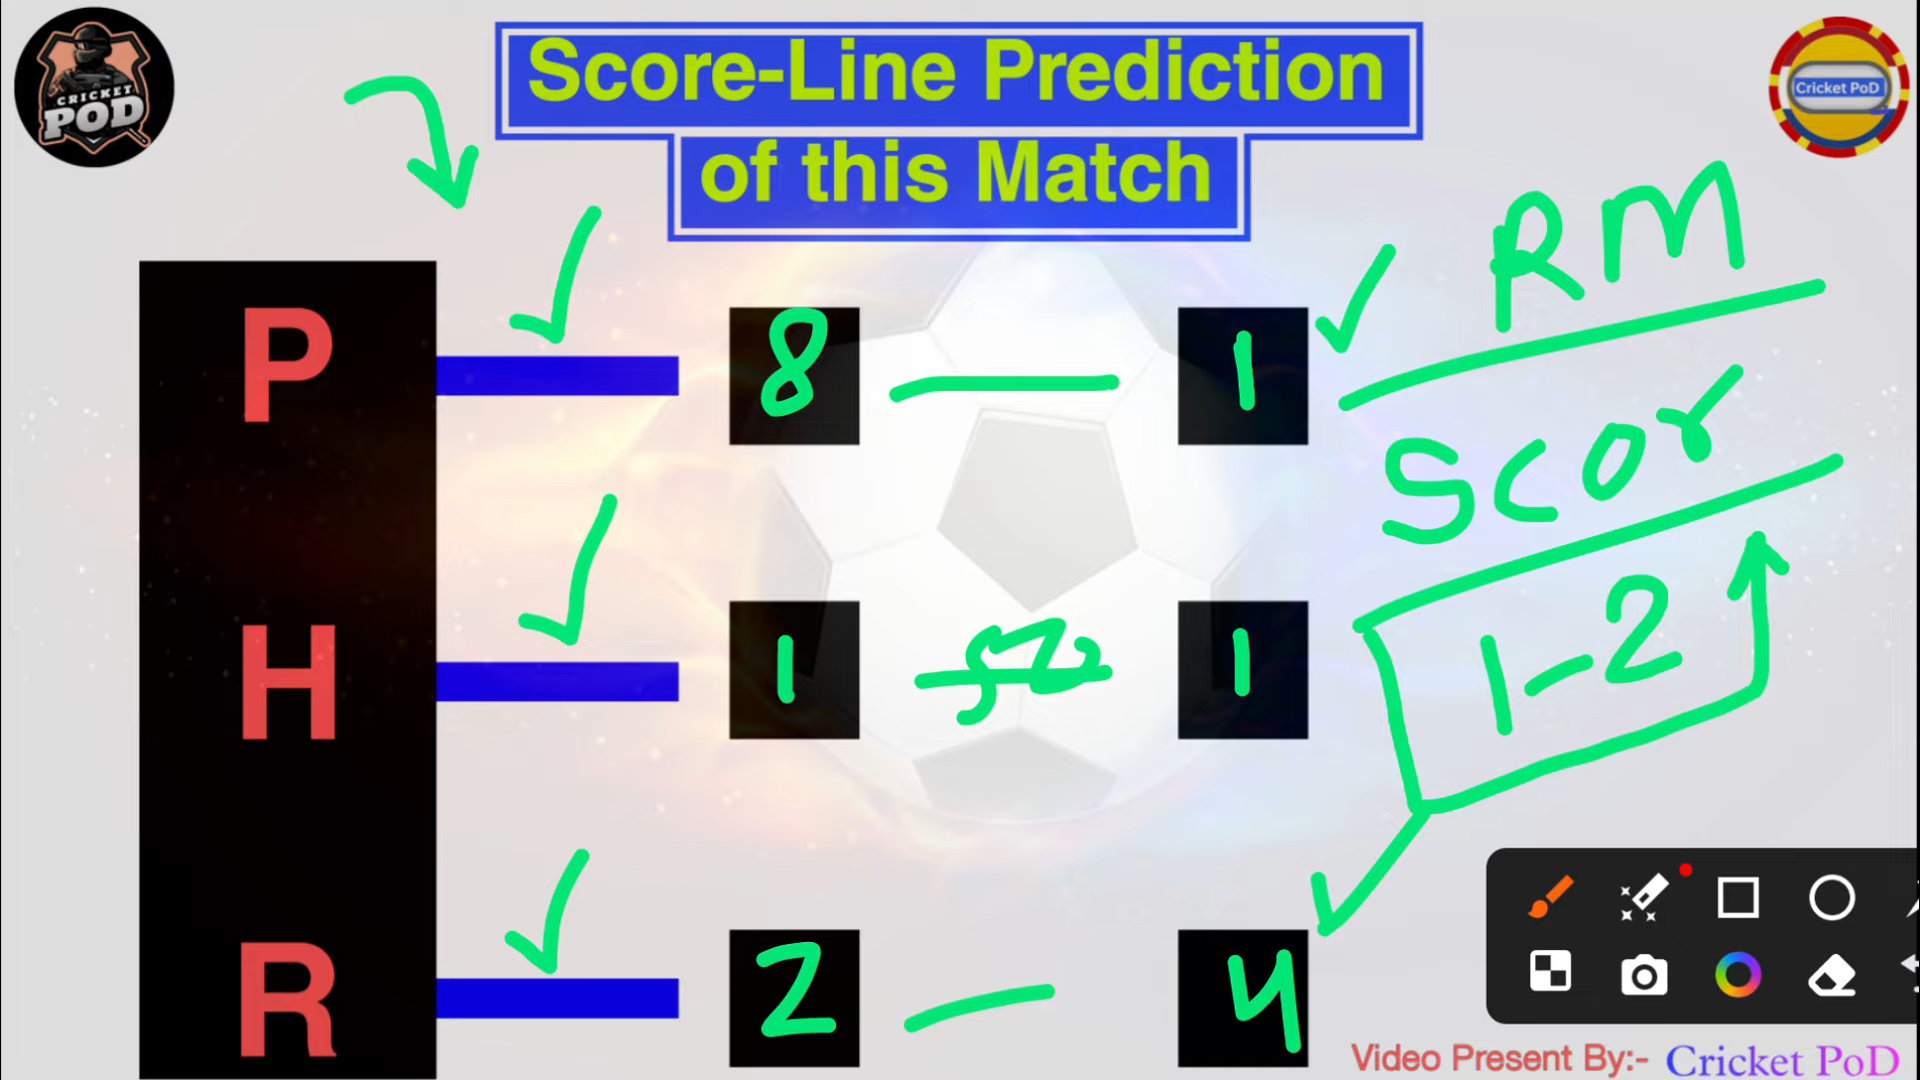 CRICKET
POD
Score-Line Prediction
of this Match
Cricket PoD
RM
P 8 — 1
Scor
H 1 1
1-2
R 2 — 4
Video Present By:- Cricket PoD